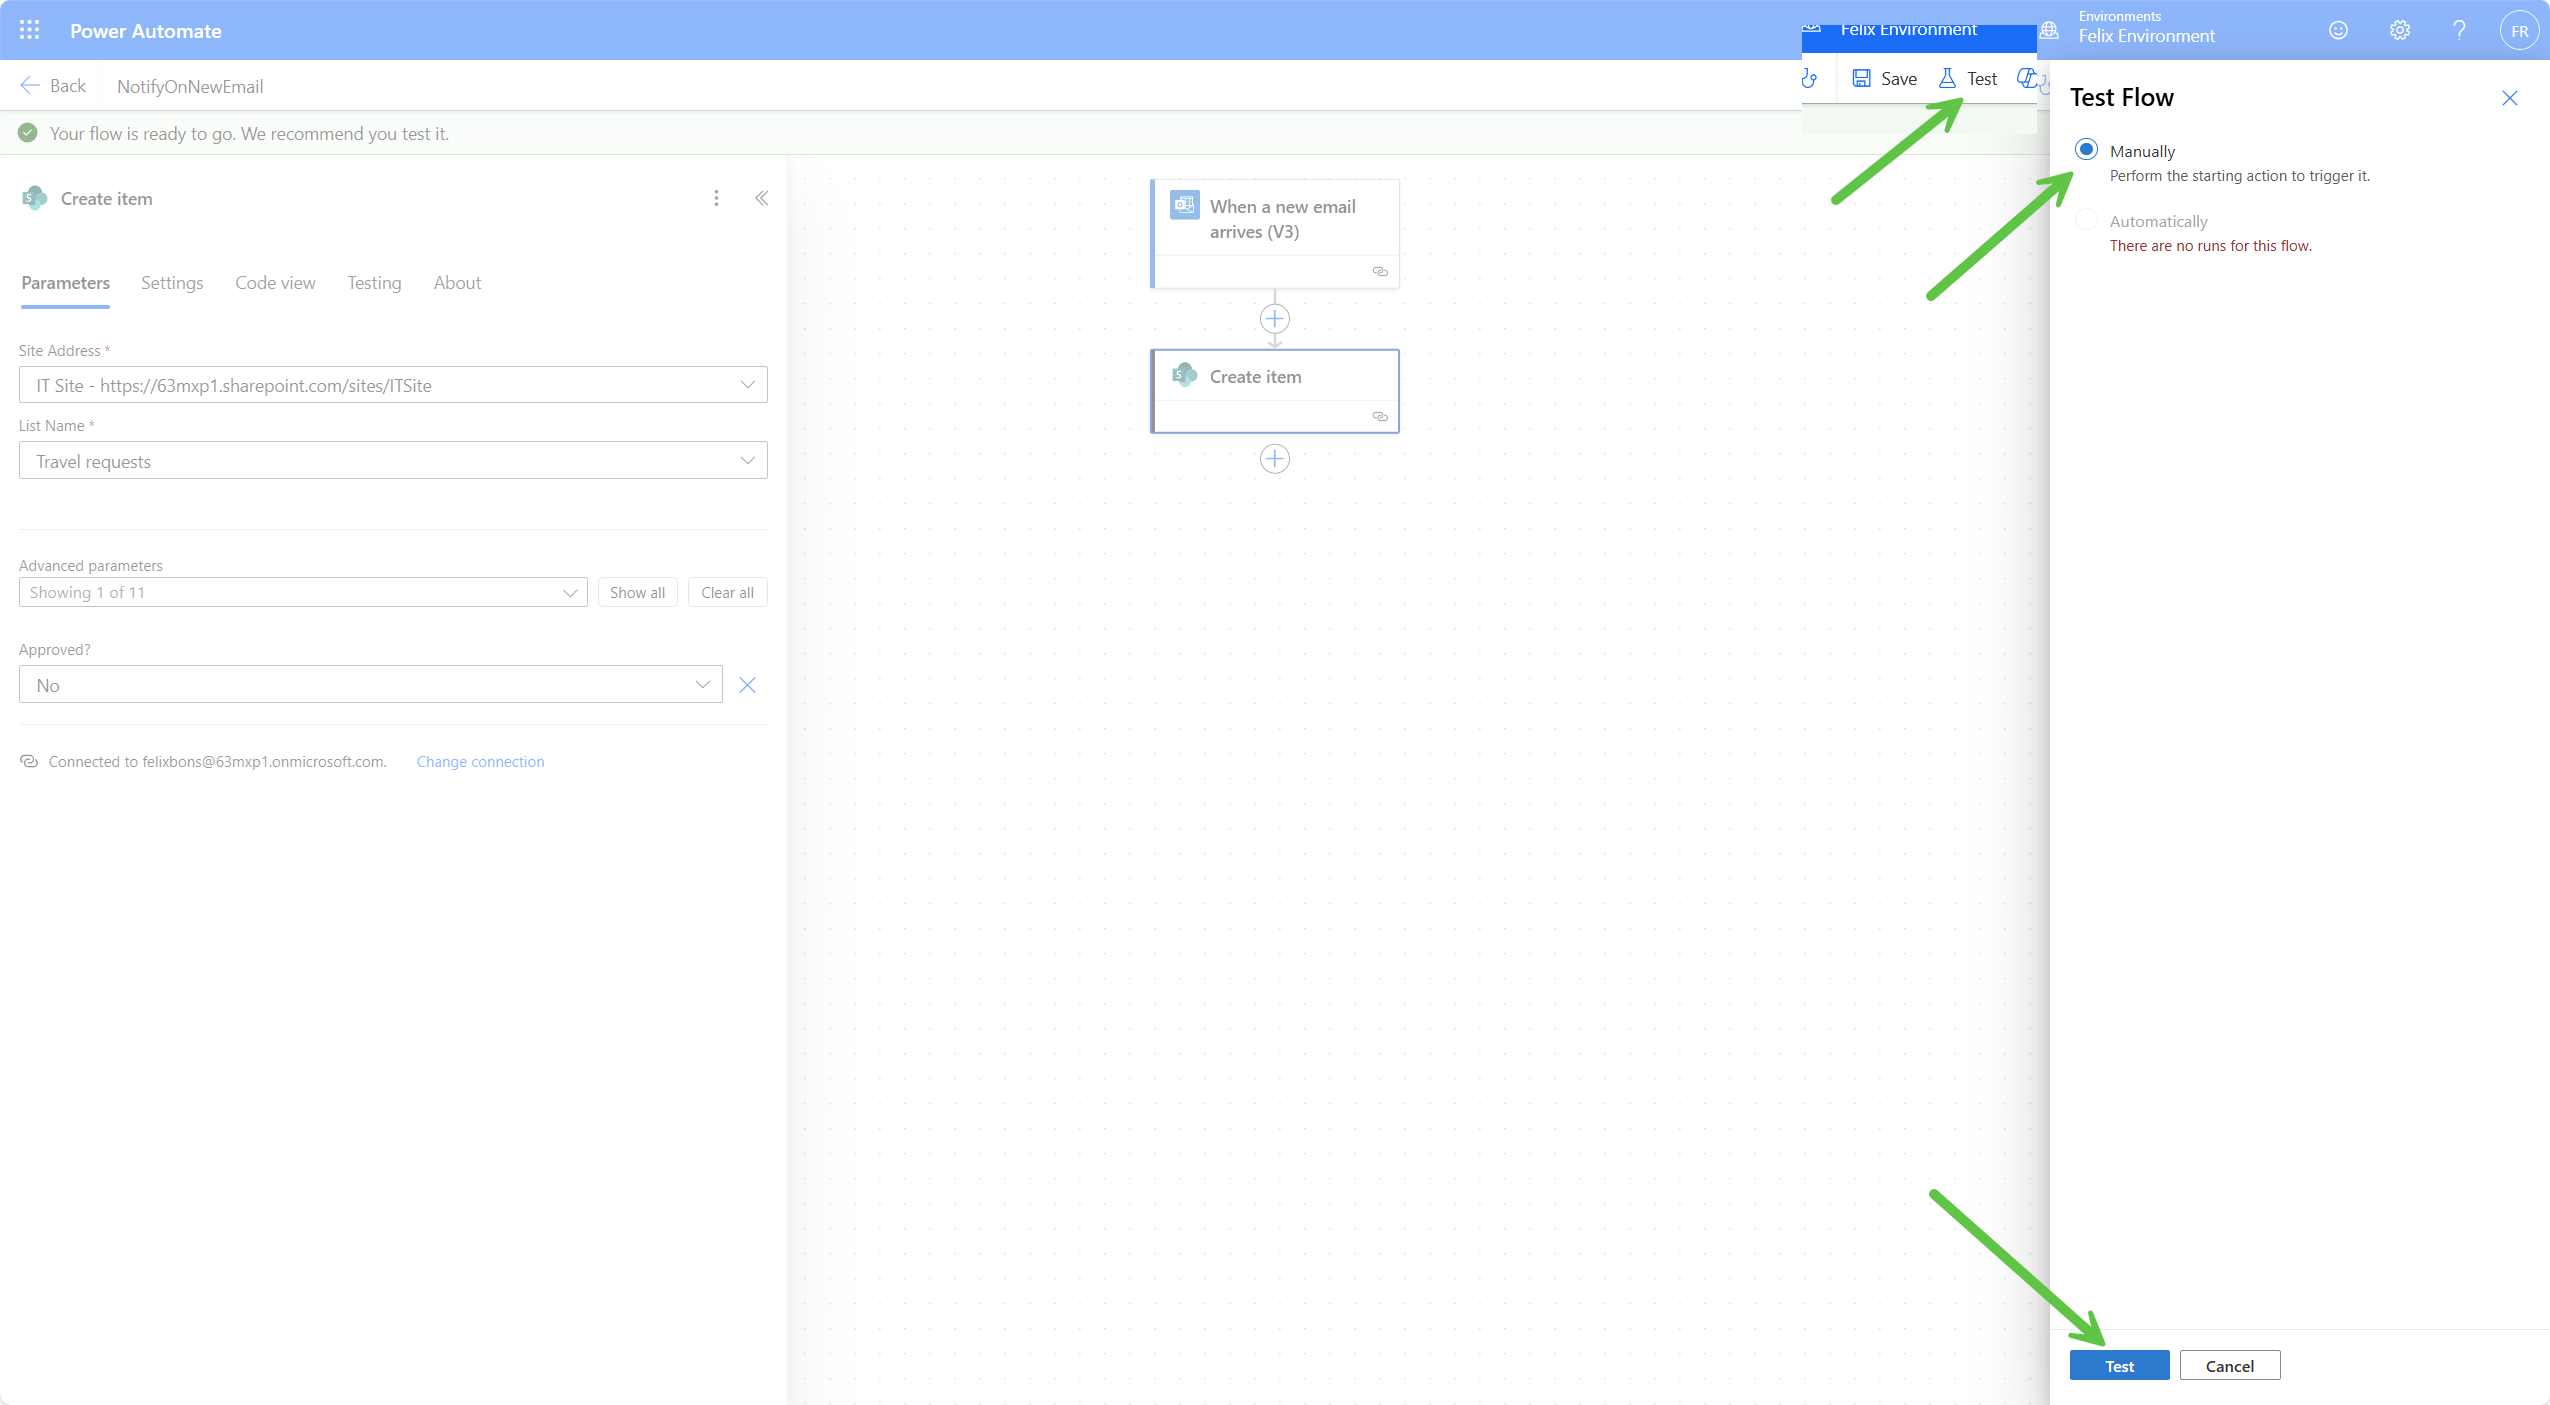 Power Automate
Felix Environment
Environments
Felix Environment
FR
Back
NotifyOnNewEmail
Save
Test
Your flow is ready to go. We recommend you test it.
Create item
Parameters
Settings
Code view
Testing
About
Site Address *
IT Site - https://63mxp1.sharepoint.com/sites/ITSite
List Name *
Travel requests
Advanced parameters
Showing 1 of 11
Show all
Clear all
Approved?
No
Connected to felixbons@63mxp1.onmicrosoft.com.
Change connection
When a new email
arrives (V3)
Create item
Test Flow
Manually
Perform the starting action to trigger it.
Automatically
There are no runs for this flow.
Test
Cancel